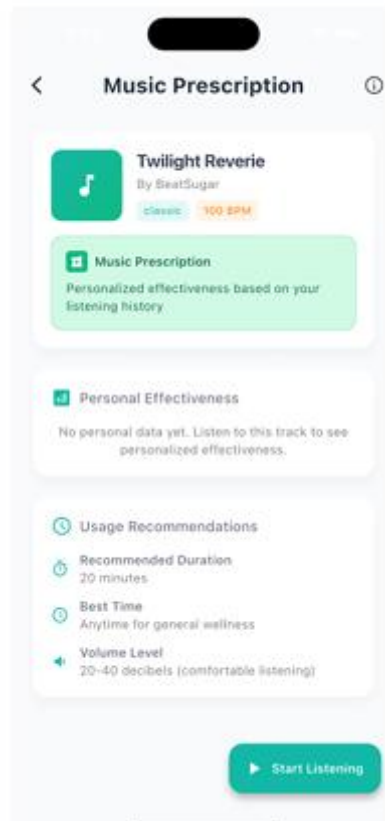 Music Prescription
Twilight Reverie
By BeatSugar
classic 100 BPM
Music Prescription
Personalized effectiveness based on your
listening history
Personal Effectiveness
No personal data yet. Listen to this track to see
personalized effectiveness.
Usage Recommendations
Recommended Duration
20 minutes
Best Time
Anytime for general wellness
Volume Level
20-40 decibels (comfortable listening)
Start Listening